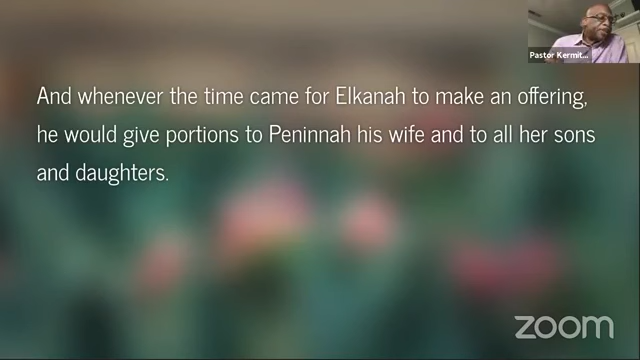 Pastor Kermit...
And whenever the time came for Elkanah to make an offering,
he would give portions to Peninnah his wife and to all her sons
and daughters.
zoom